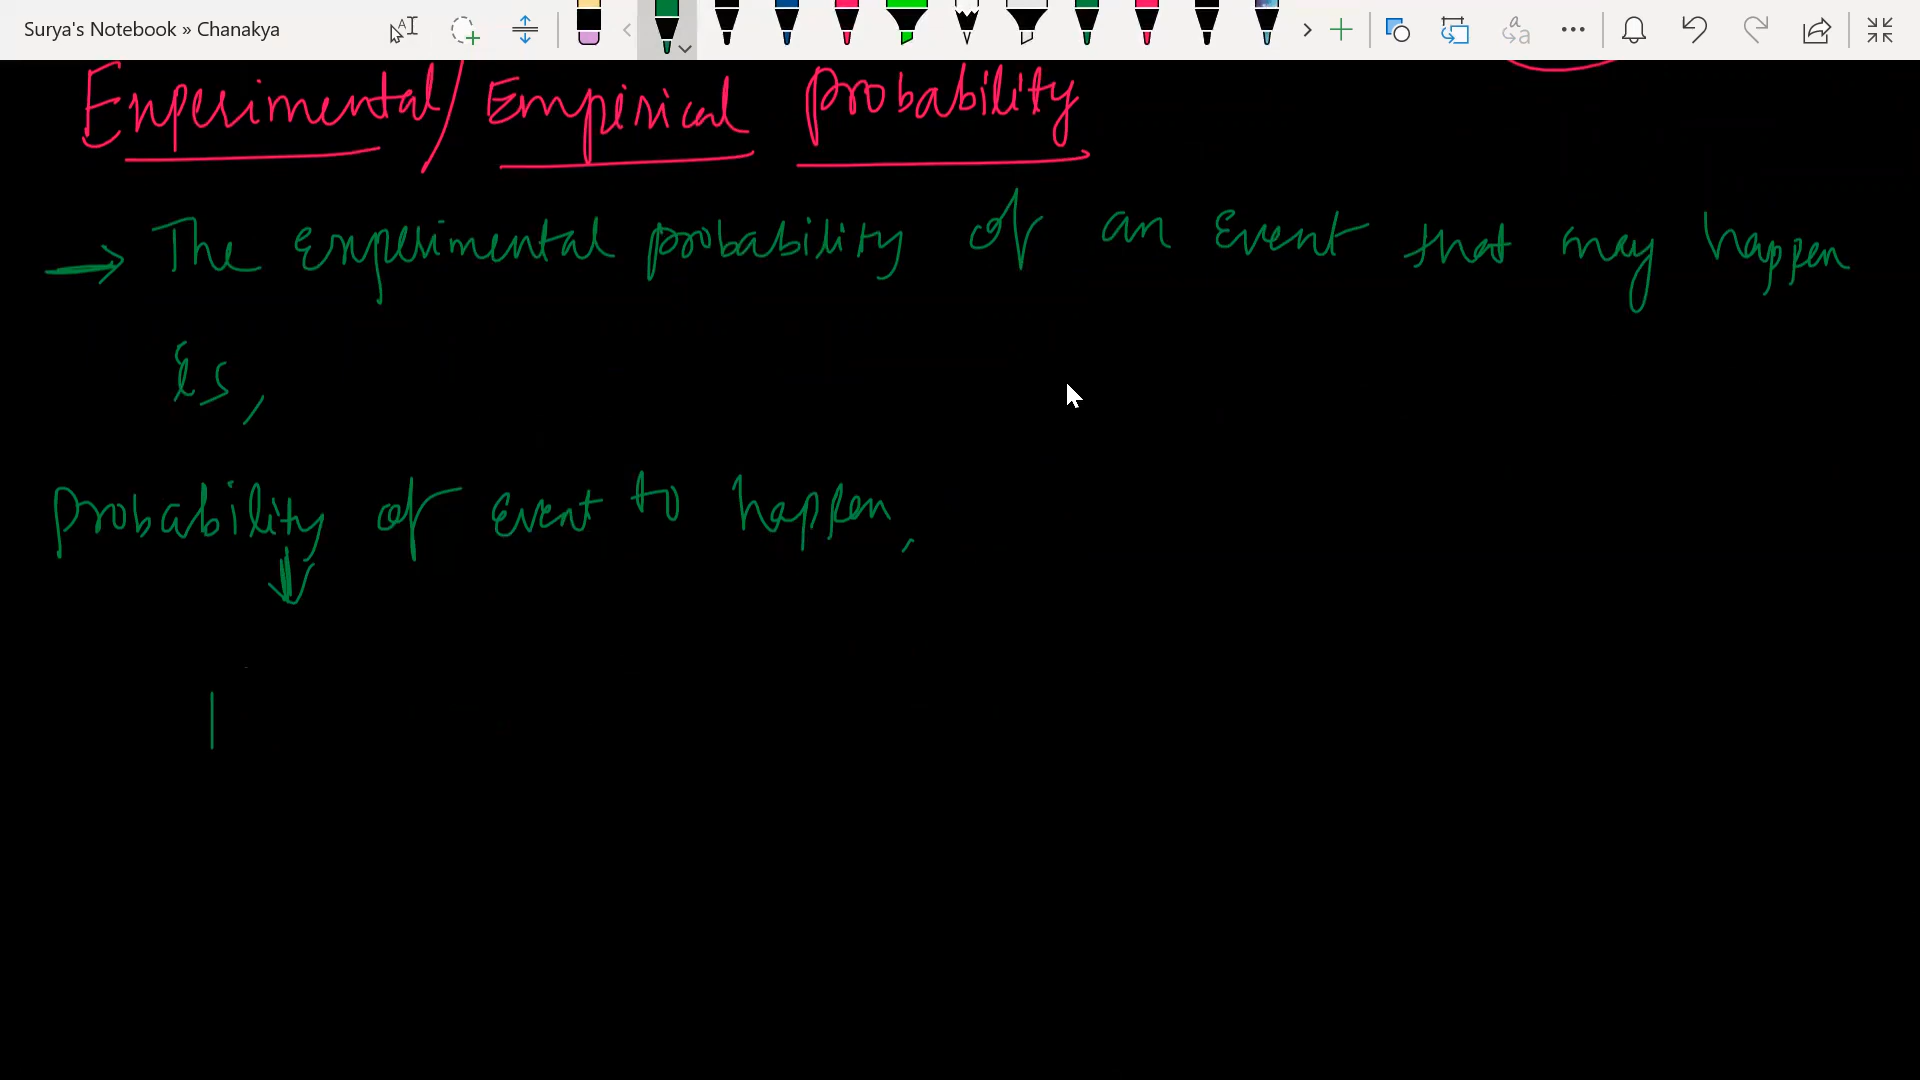 Surya's Notebook » Chanakya
Experimental/ Empirical Probability
→ The experimental probability of an Event that may happen
is,
Probability of Event to happen,